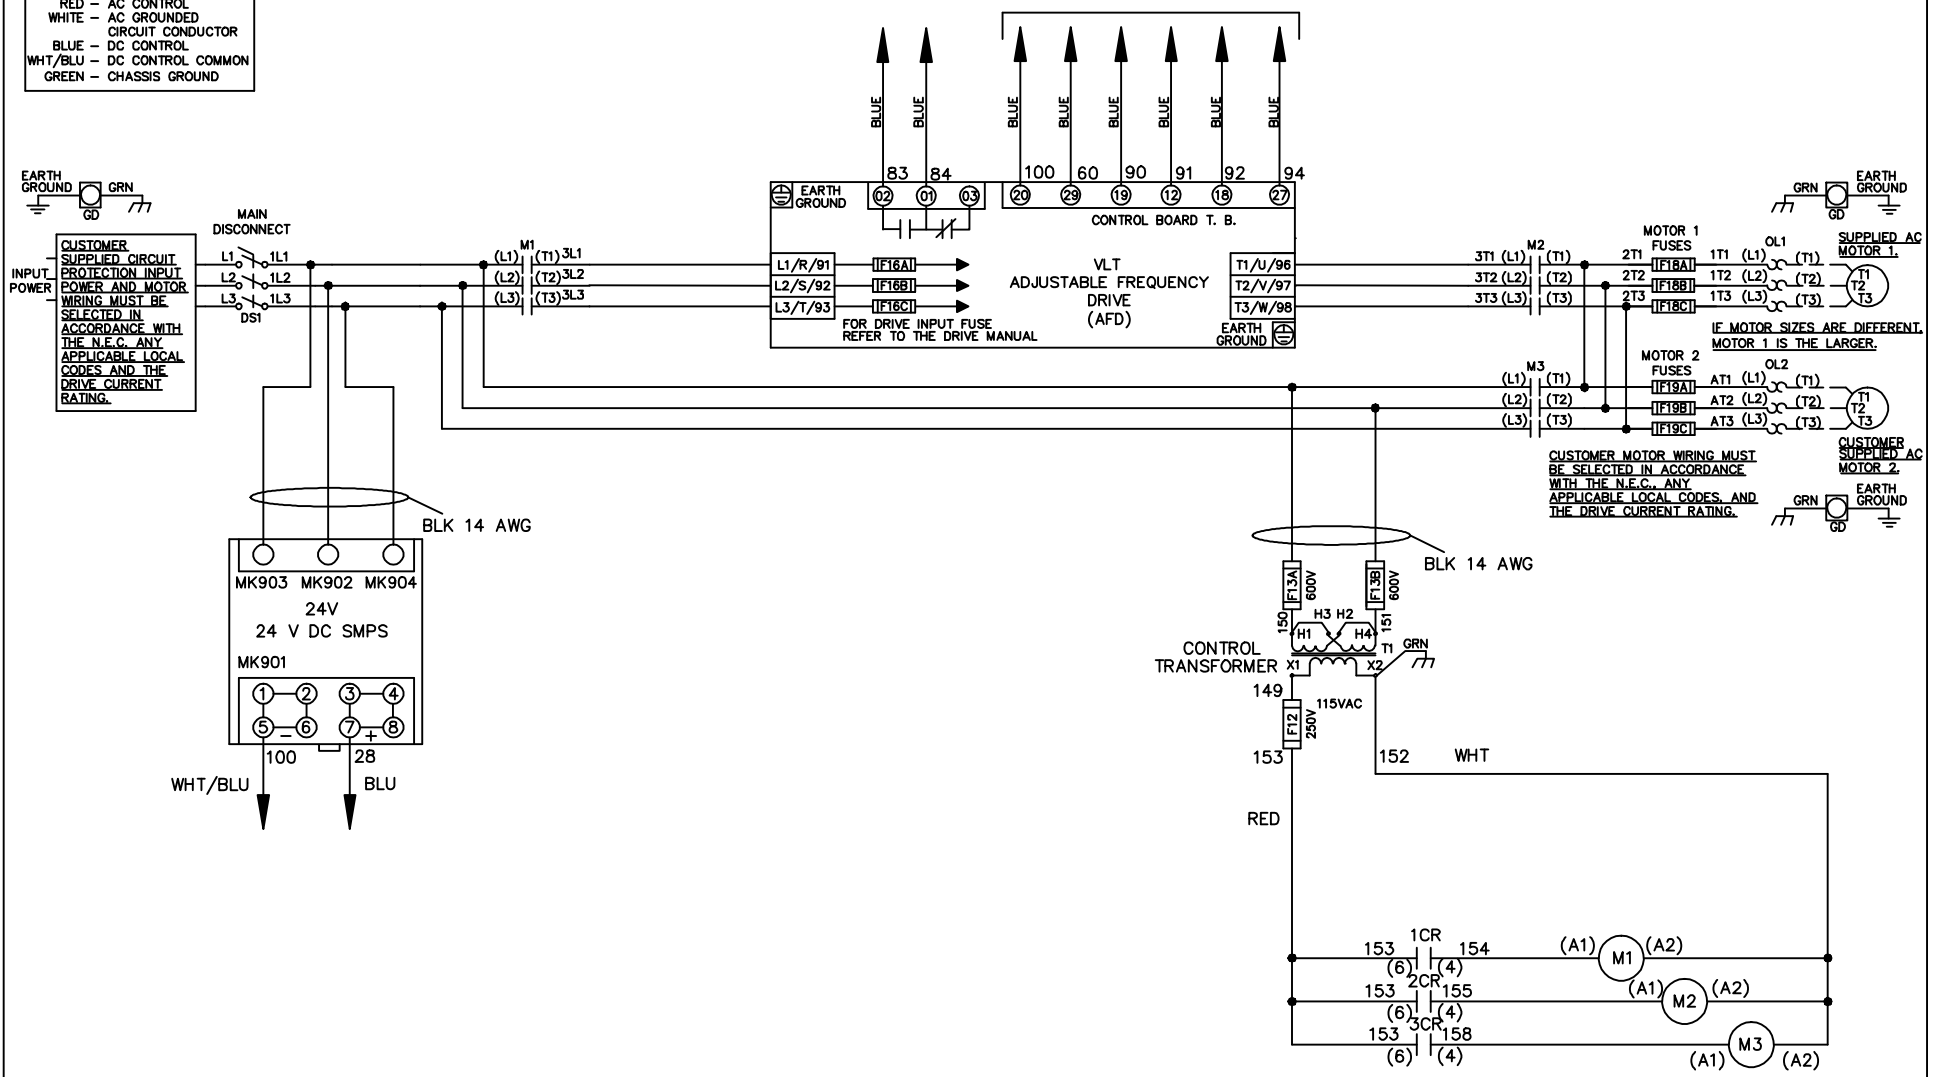 RED – AC CONTROL
WHITE – AC GROUNDED
CIRCUIT CONDUCTOR
BLUE – DC CONTROL
WHT/BLU – DC CONTROL COMMON
GREEN – CHASSIS GROUND
BLUE
BLUE
BLUE
BLUE
BLUE
BLUE
BLUE
BLUE
83
84
100
60
90
91
92
94
EARTH
GROUND
GRN
GD
MAIN
DISCONNECT
CUSTOMER
SUPPLIED CIRCUIT
PROTECTION INPUT
POWER AND MOTOR
WIRING MUST BE
SELECTED IN
ACCORDANCE WITH
THE N.E.C. ANY
APPLICABLE LOCAL
CODES AND THE
DRIVE CURRENT
RATING.
INPUT
POWER
L1
1L1
L2
1L2
L3
1L3
DS1
M1
(L1)
(T1)
3L1
(L2)
(T2)
3L2
(L3)
(T3)
3L3
EARTH
GROUND
02
01
03
20
29
19
12
18
27
CONTROL BOARD T. B.
L1/R/91
F16A
L2/S/92
F16B
L3/T/93
F16C
FOR DRIVE INPUT FUSE
REFER TO THE DRIVE MANUAL
VLT
ADJUSTABLE FREQUENCY
DRIVE
(AFD)
T1/U/96
T2/V/97
T3/W/98
EARTH
GROUND
M2
3T1 (L1)
(T1)
3T2 (L2)
(T2)
3T3 (L3)
(T3)
MOTOR 1
FUSES
2T1
F18A
1T1
2T2
F18B
1T2
2T3
F18C
1T3
OL1
(L1)
(T1)
(L2)
(T2)
(L3)
(T3)
GRN
EARTH
GROUND
GD
SUPPLIED AC
MOTOR 1.
T1
T2
T3
IF MOTOR SIZES ARE DIFFERENT,
MOTOR 1 IS THE LARGER.
M3
(L1)
(T1)
(L2)
(T2)
(L3)
(T3)
MOTOR 2
FUSES
F19A
AT1
F19B
AT2
F19C
AT3
OL2
(L1)
(T1)
(L2)
(T2)
(L3)
(T3)
T1
T2
T3
CUSTOMER
SUPPLIED AC
MOTOR 2.
CUSTOMER MOTOR WIRING MUST
BE SELECTED IN ACCORDANCE
WITH THE N.E.C., ANY
APPLICABLE LOCAL CODES, AND
THE DRIVE CURRENT RATING.
GRN
EARTH
GROUND
GD
BLK 14 AWG
MK903
MK902
MK904
24V
24 V DC SMPS
MK901
1
2
3
4
5
6
7
8
–
+
100
28
WHT/BLU
BLU
BLK 14 AWG
F13A
600V
F13B
600V
150
151
H3 H2
H1
H4
T1
GRN
CONTROL
TRANSFORMER
X1
X2
149
115VAC
F12
250V
153
152
WHT
RED
1CR
153
154
(6)
(4)
(A1)
M1
(A2)
2CR
153
155
(6)
(4)
(A1)
M2
(A2)
3CR
153
158
(6)
(4)
(A1)
M3
(A2)